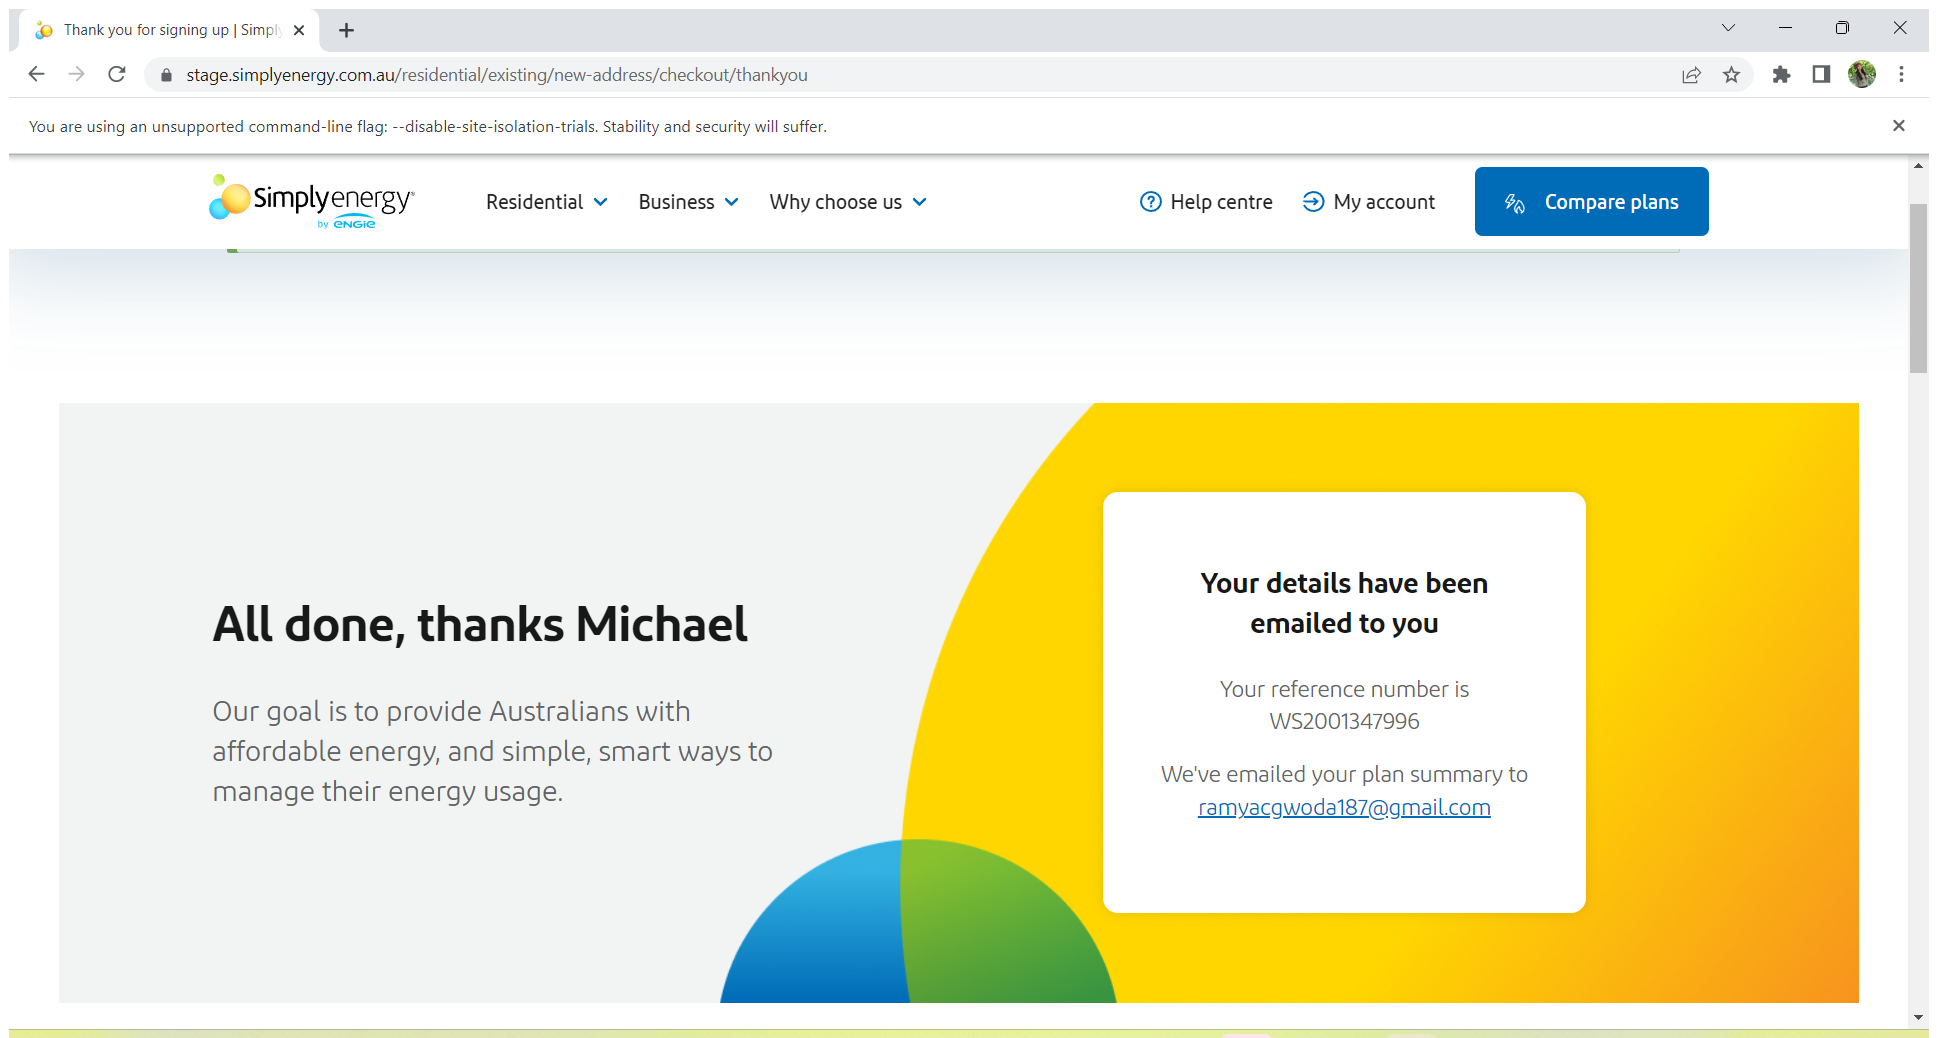 Thank you for signing up | Simply
stage.simplyenergy.com.au/residential/existing/new-address/checkout/thankyou
You are using an unsupported command-line flag: --disable-site-isolation-trials. Stability and security will suffer.
Simplyenergy
by ENGIE
Residential Business Why choose us Help centre My account Compare plans
All done, thanks Michael
Our goal is to provide Australians with
affordable energy, and simple, smart ways to
manage their energy usage.
Your details have been
emailed to you
Your reference number is
WS2001347996
We've emailed your plan summary to
ramyacgwoda187@gmail.com